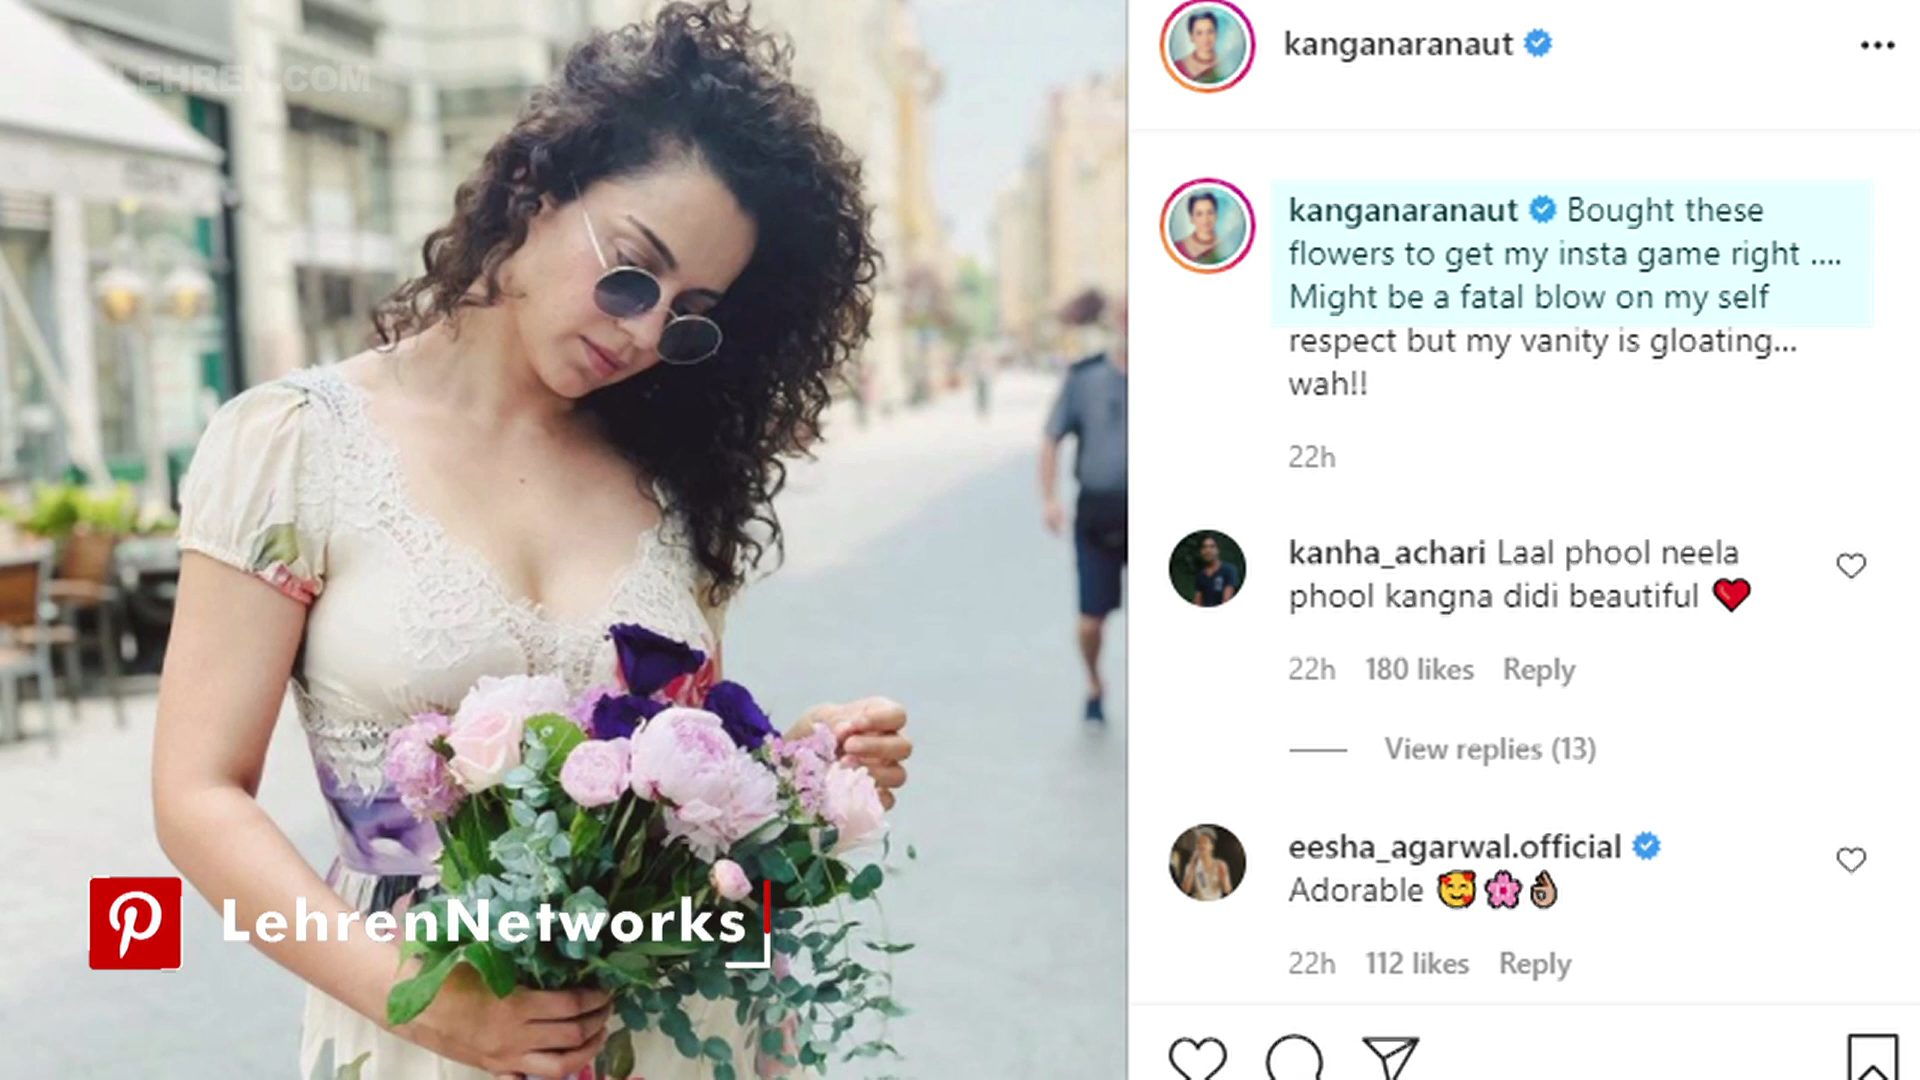 LEHREN.COM
kanganaranaut
kanganaranaut Bought these
flowers to get my insta game right ....
Might be a fatal blow on my self
respect but my vanity is gloating...
wah!!
22h
kanha_achari Laal phool neela
phool kangna didi beautiful ❤️
22h 180 likes Reply
View replies (13)
eesha_agarwal.official
Adorable 🥰🌸👌🏽
22h 112 likes Reply
LehrenNetworks